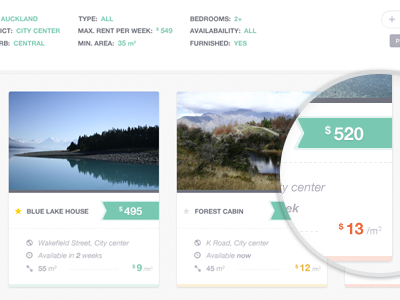 AUCKLAND TYPE: ALL BEDROOMS: 2+
ICT: CITY CENTER MAX. RENT PER WEEK: $549 AVAILABAILITY: ALL
RB: CENTRAL MIN. AREA: 35 m² FURNISHED: YES
$520
ty center
ek
$13/m²
BLUE LAKE HOUSE $495
Wakefield Street, City center
Available in 2 weeks
55 m² $9/m²
FOREST CABIN
K Road, City center
Available now
45 m² $12/m²